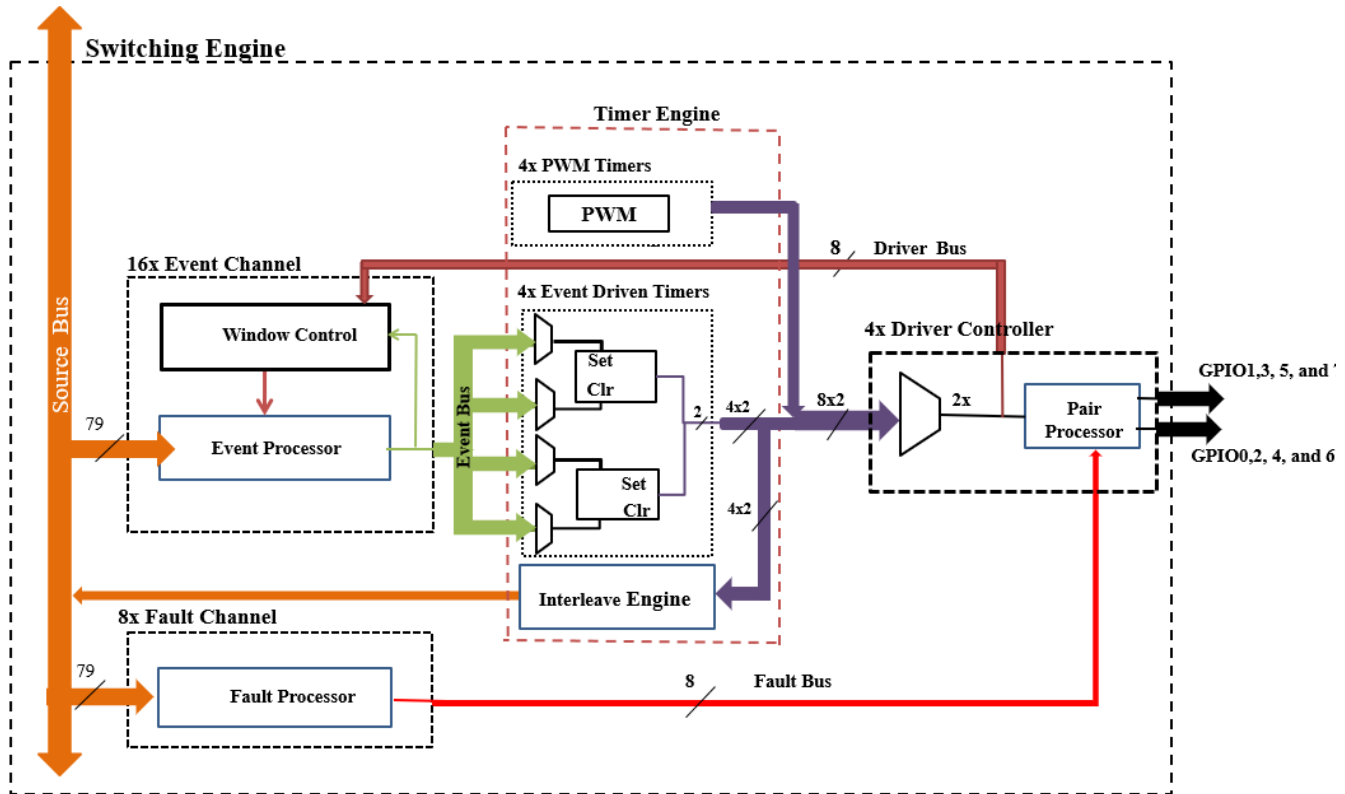 Switching Engine
Timer Engine
4x PWM Timers
PWM
8 Driver Bus
16x Event Channel
4x Event Driven Timers
Window Control
4x Driver Controller
Source Bus
Set
Clr
GPIO1,3, 5, and 7
79
Event Processor
Event Bus
2
4x2
8x2
2x
Pair
Processor
GPIO0,2, 4, and 6
Set
Clr
4x2
Interleave Engine
8x Fault Channel
79
Fault Processor
8 Fault Bus